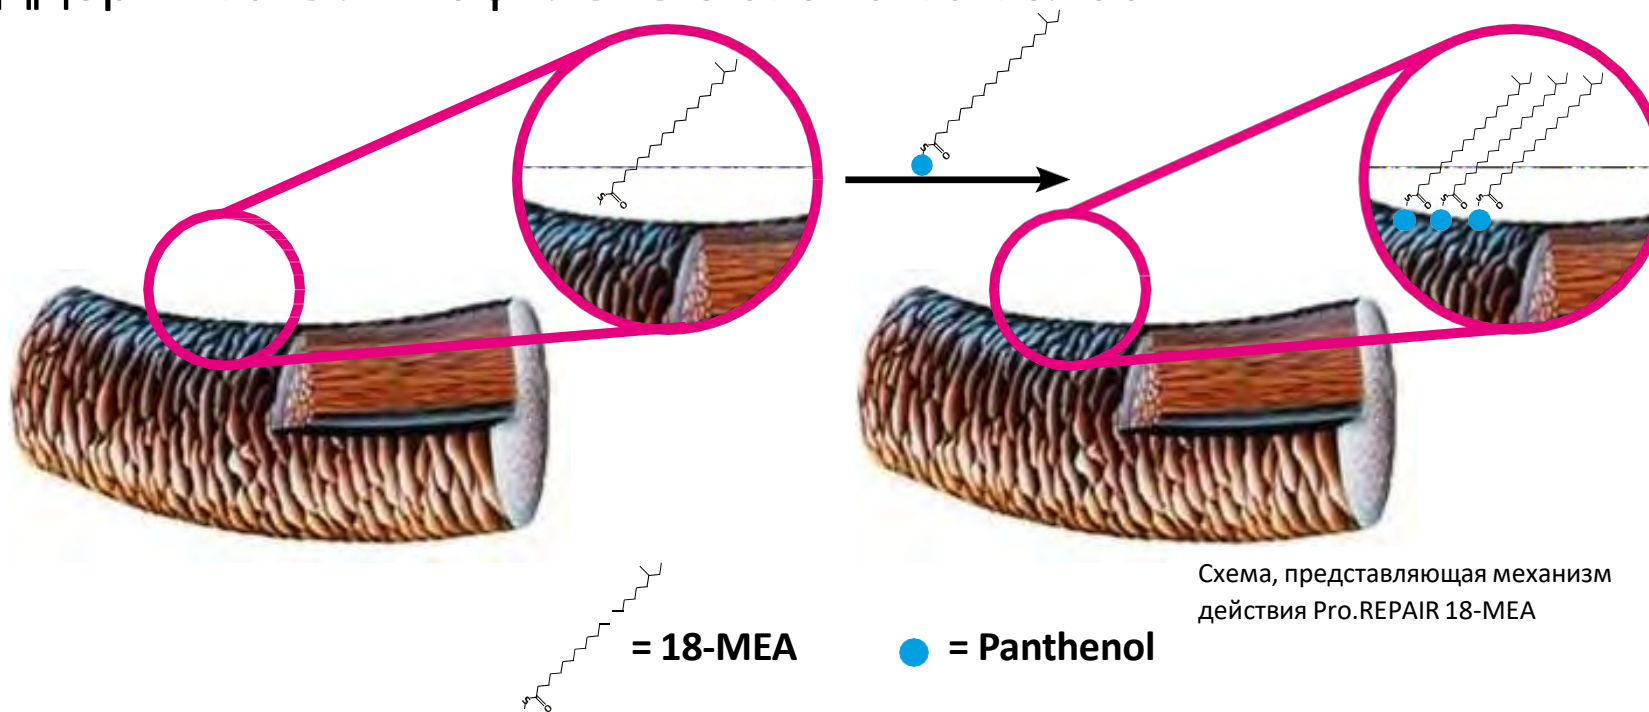 Схема, представляющая механизм
действия Pro.REPAIR 18-MEA
= 18-MEA
= Panthenol